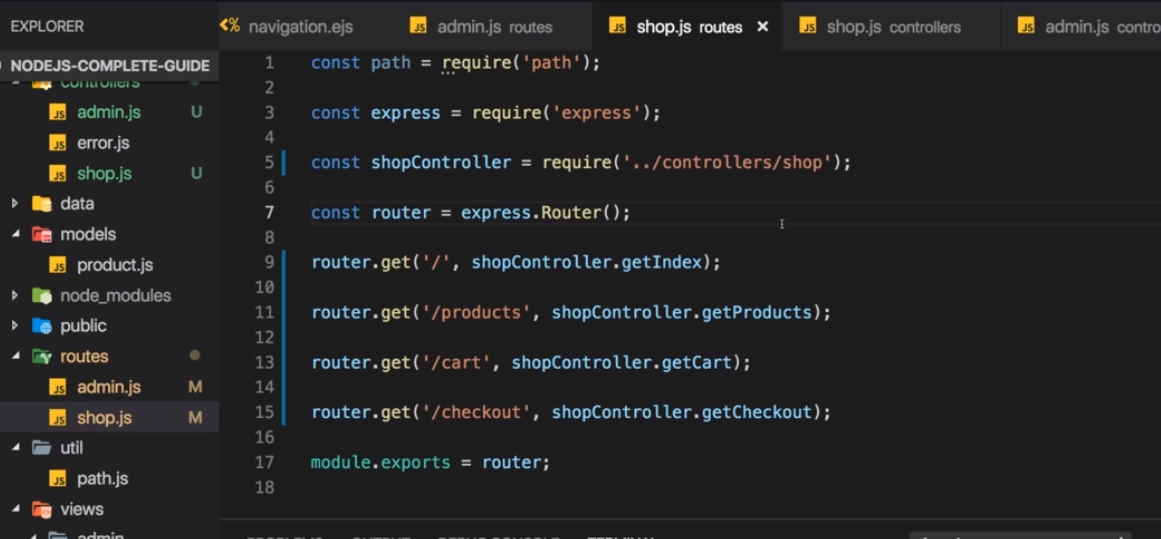 EXPLORER
NODEJS-COMPLETE-GUIDE
controllers
JS admin.js U
JS error.js
JS shop.js U
data
models
JS product.js
node_modules
public
routes
JS admin.js M
JS shop.js M
util
JS path.js
views
admin
<% navigation.ejs JS admin.js routes JS shop.js routes × JS shop.js controllers JS admin.js contro
1 const path = require('path');
2
3 const express = require('express');
4
5 const shopController = require('../controllers/shop');
6
7 const router = express.Router();
8
9 router.get('/', shopController.getIndex);
10
11 router.get('/products', shopController.getProducts);
12
13 router.get('/cart', shopController.getCart);
14
15 router.get('/checkout', shopController.getCheckout);
16
17 module.exports = router;
18
PROBLEMS OUTPUT DEBUG CONSOLE TERMINAL